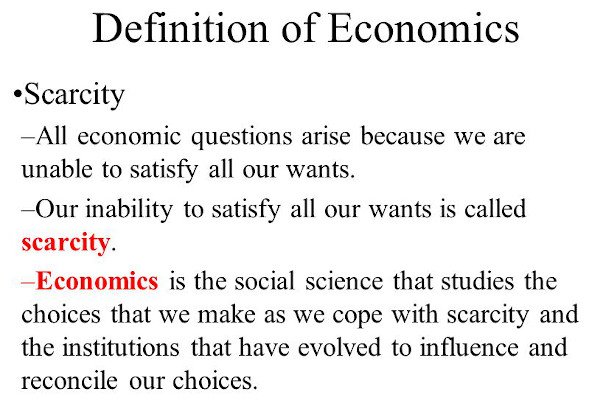 Definition of Economics
•Scarcity
–All economic questions arise because we are
unable to satisfy all our wants.
–Our inability to satisfy all our wants is called
scarcity.
–Economics is the social science that studies the
choices that we make as we cope with scarcity and
the institutions that have evolved to influence and
reconcile our choices.